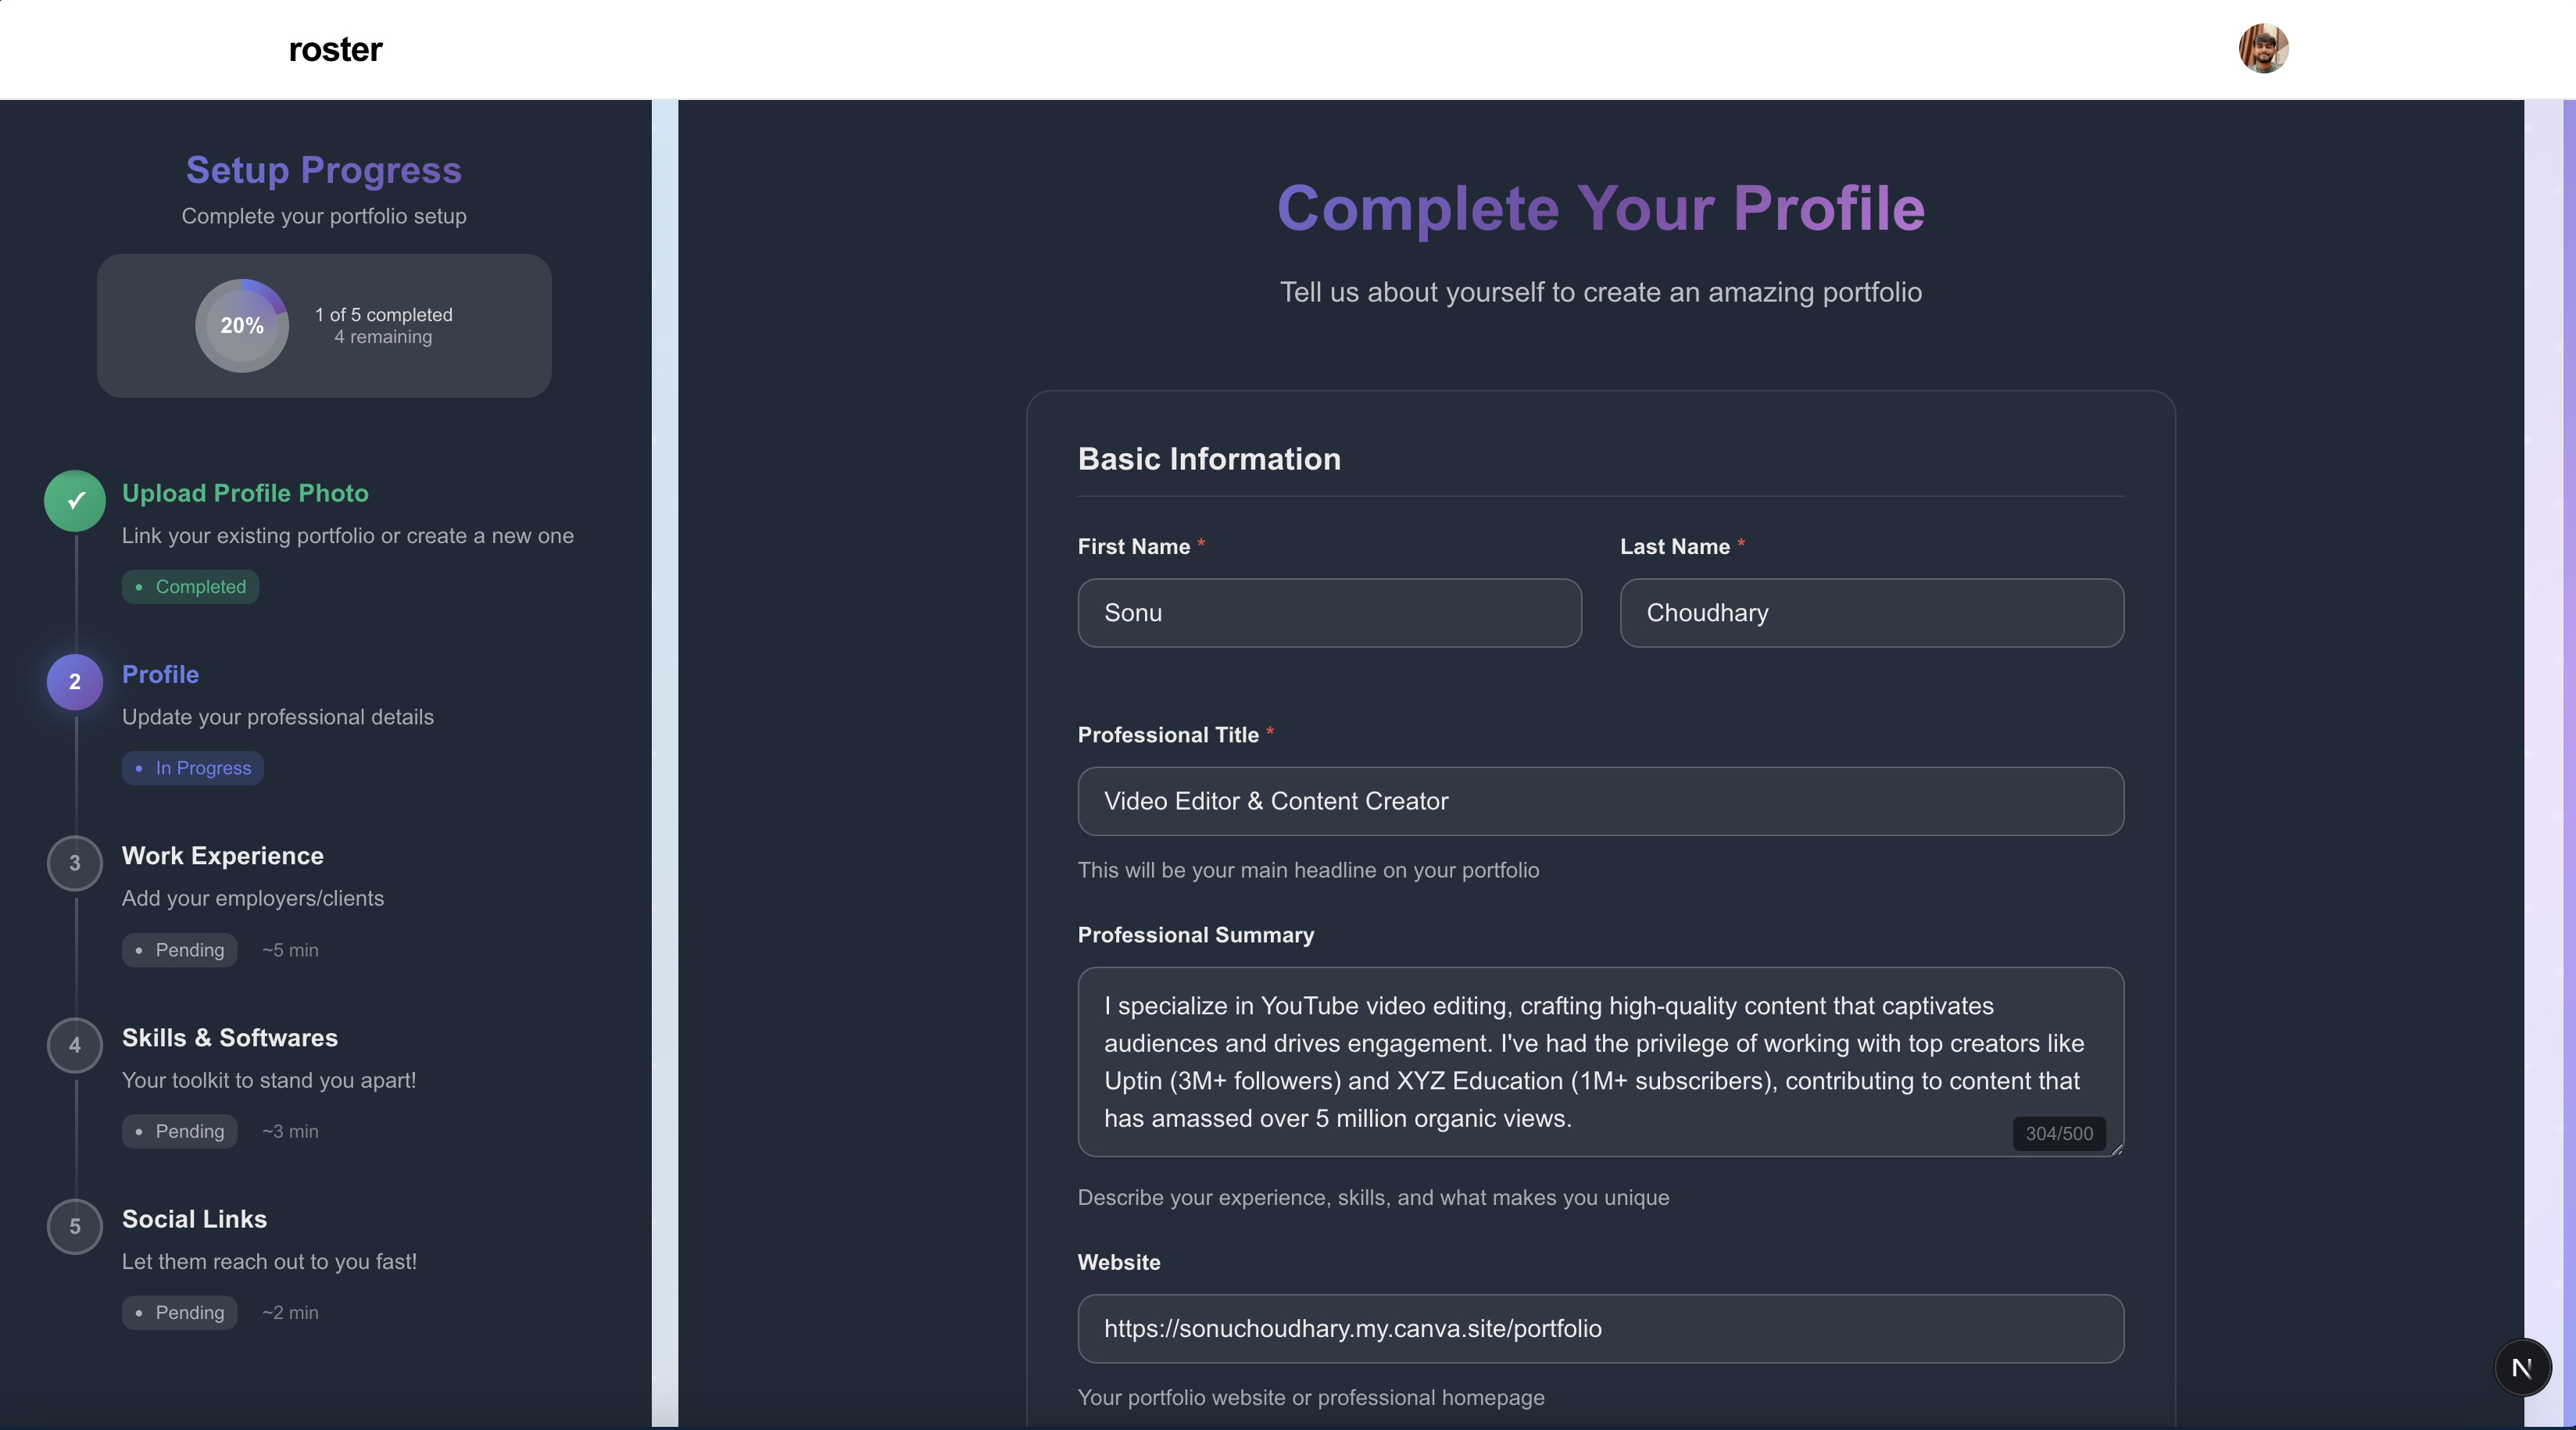 roster
Setup Progress
Complete your portfolio setup
20%
1 of 5 completed
4 remaining
✓
Upload Profile Photo
Link your existing portfolio or create a new one
• Completed
2
Profile
Update your professional details
• In Progress
3
Work Experience
Add your employers/clients
• Pending ~5 min
4
Skills & Softwares
Your toolkit to stand you apart!
• Pending ~3 min
5
Social Links
Let them reach out to you fast!
• Pending ~2 min
Complete Your Profile
Tell us about yourself to create an amazing portfolio
Basic Information
First Name * Last Name *
Sonu Choudhary
Professional Title *
Video Editor & Content Creator
This will be your main headline on your portfolio
Professional Summary
I specialize in YouTube video editing, crafting high-quality content that captivates
audiences and drives engagement. I've had the privilege of working with top creators like
Uptin (3M+ followers) and XYZ Education (1M+ subscribers), contributing to content that
has amassed over 5 million organic views.
304/500
Describe your experience, skills, and what makes you unique
Website
https://sonuchoudhary.my.canva.site/portfolio
Your portfolio website or professional homepage
N